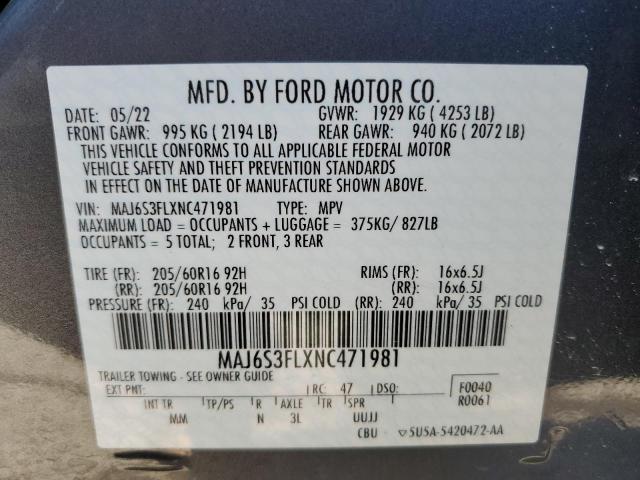 MFD. BY FORD MOTOR CO.
DATE: 05/22 GVWR: 1929 KG ( 4253 LB)
FRONT GAWR: 995 KG ( 2194 LB) REAR GAWR: 940 KG ( 2072 LB)
THIS VEHICLE CONFORMS TO ALL APPLICABLE FEDERAL MOTOR
VEHICLE SAFETY AND THEFT PREVENTION STANDARDS
IN EFFECT ON THE DATE OF MANUFACTURE SHOWN ABOVE.
VIN: MAJ6S3FLXNC471981 TYPE: MPV
MAXIMUM LOAD = OCCUPANTS + LUGGAGE = 375KG/ 827LB
OCCUPANTS = 5 TOTAL; 2 FRONT, 3 REAR
TIRE (FR): 205/60R16 92H RIMS (FR): 16x6.5J
(RR): 205/60R16 92H (RR): 16x6.5J
PRESSURE (FR): 240 kPa/ 35 PSI COLD (RR): 240 kPa/ 35 PSI COLD
MAJ6S3FLXNC471981
TRAILER TOWING - SEE OWNER GUIDE
EXT PNT: RC: 47 DSO: F0040
R0061
INT TR TP/PS R AXLE TR SPR
MM N 3L UUJJ
CBU 5U5A-5420472-AA